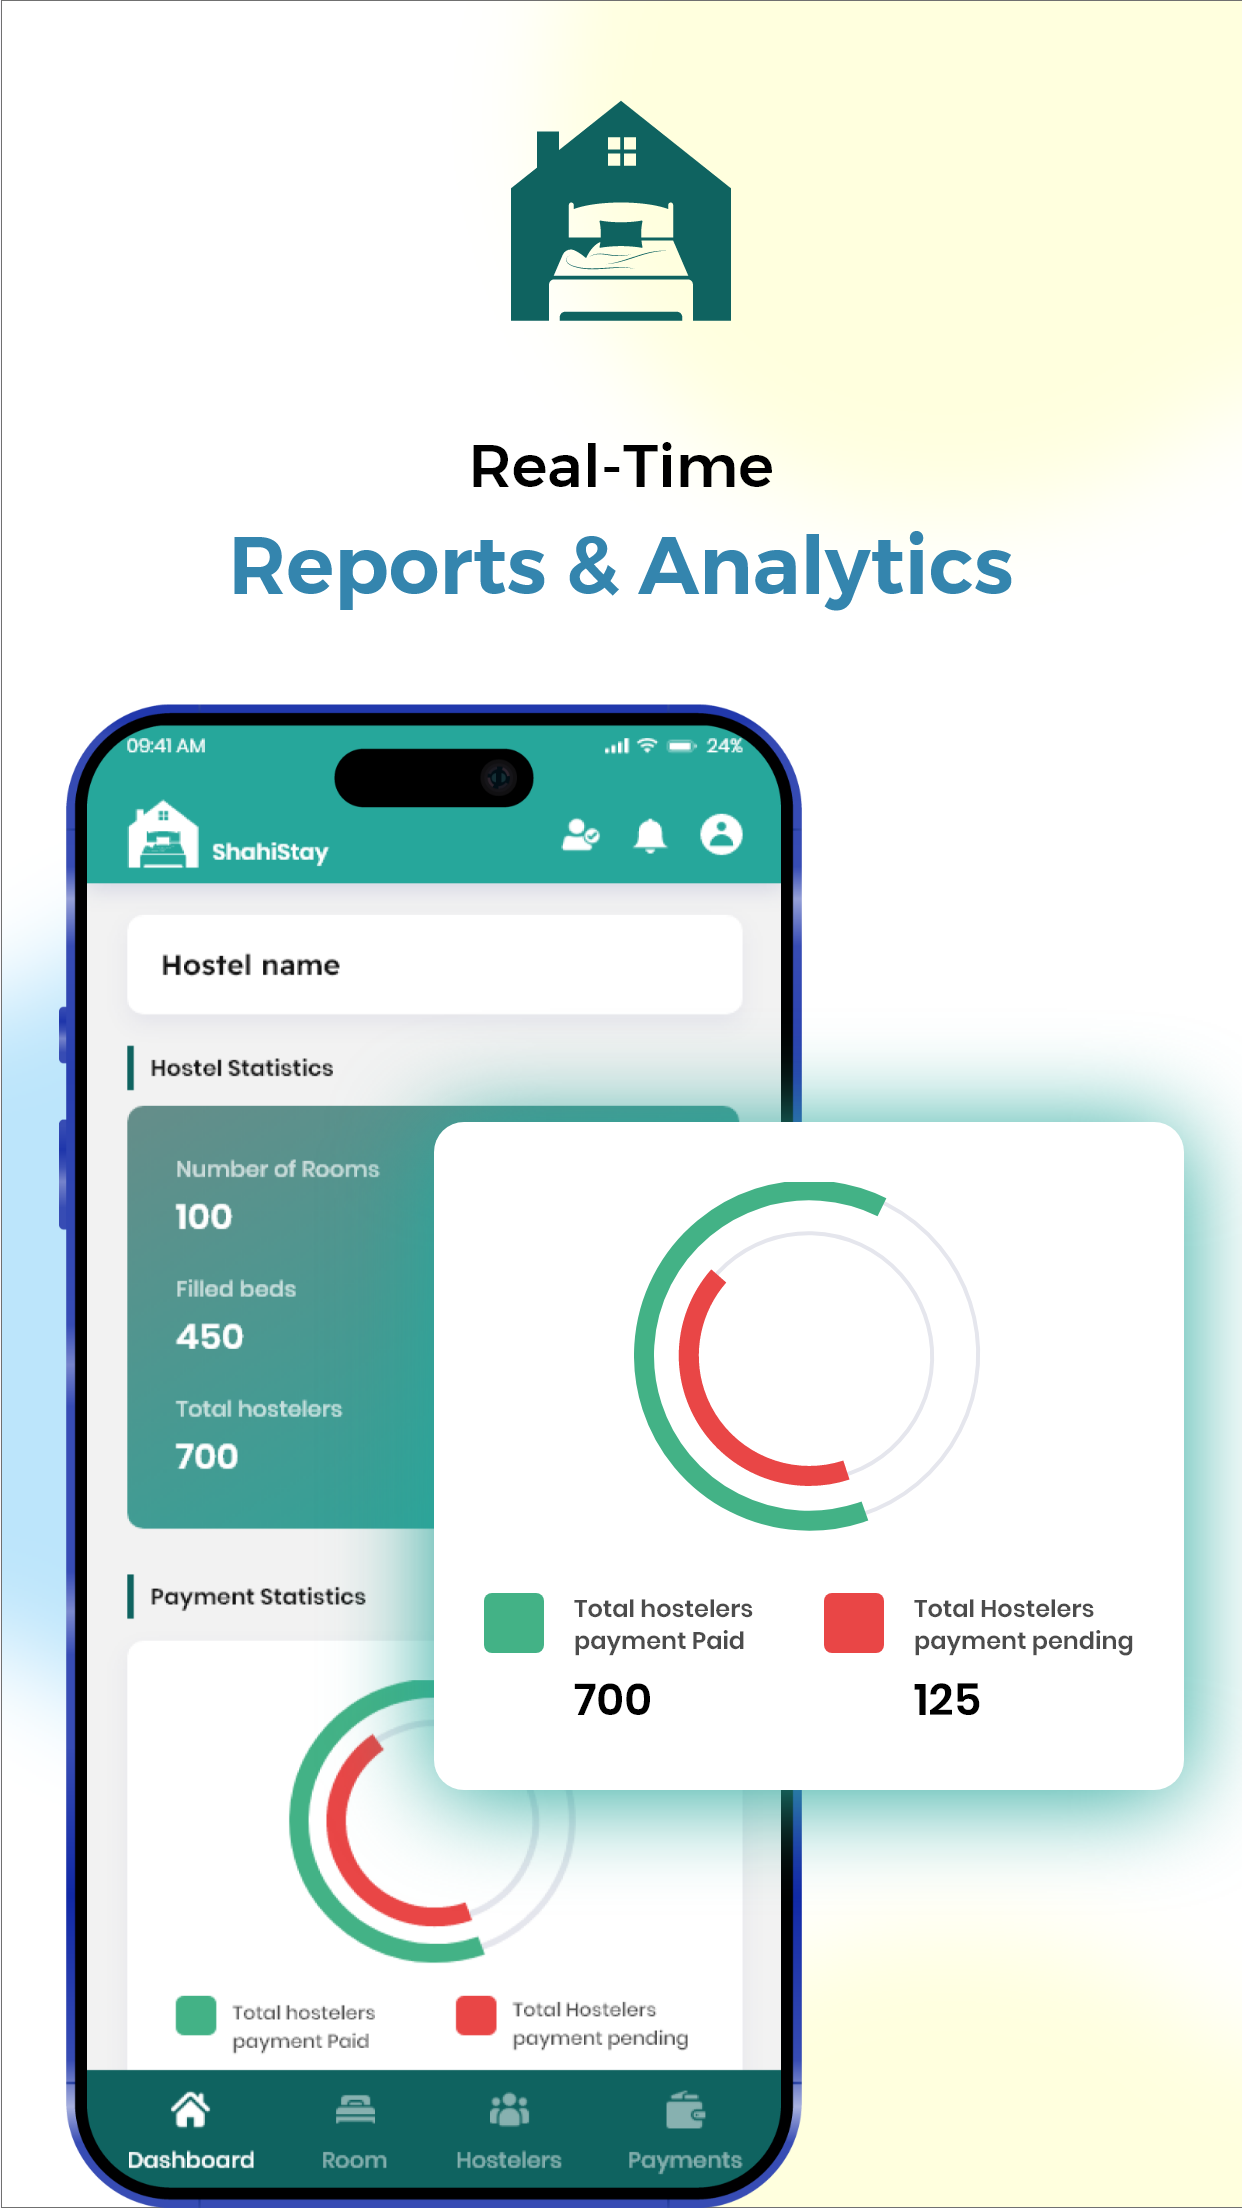 Real-Time
Reports & Analytics
09:41 AM
24%
ShahiStay
Hostel name
Hostel Statistics
Number of Rooms
100
Filled beds
450
Total hostelers
700
Total hostelers
payment Paid
700
Total Hostelers
payment pending
125
Payment Statistics
Total hostelers
payment Paid
Total Hostelers
payment pending
Dashboard
Room
Hostelers
Payments